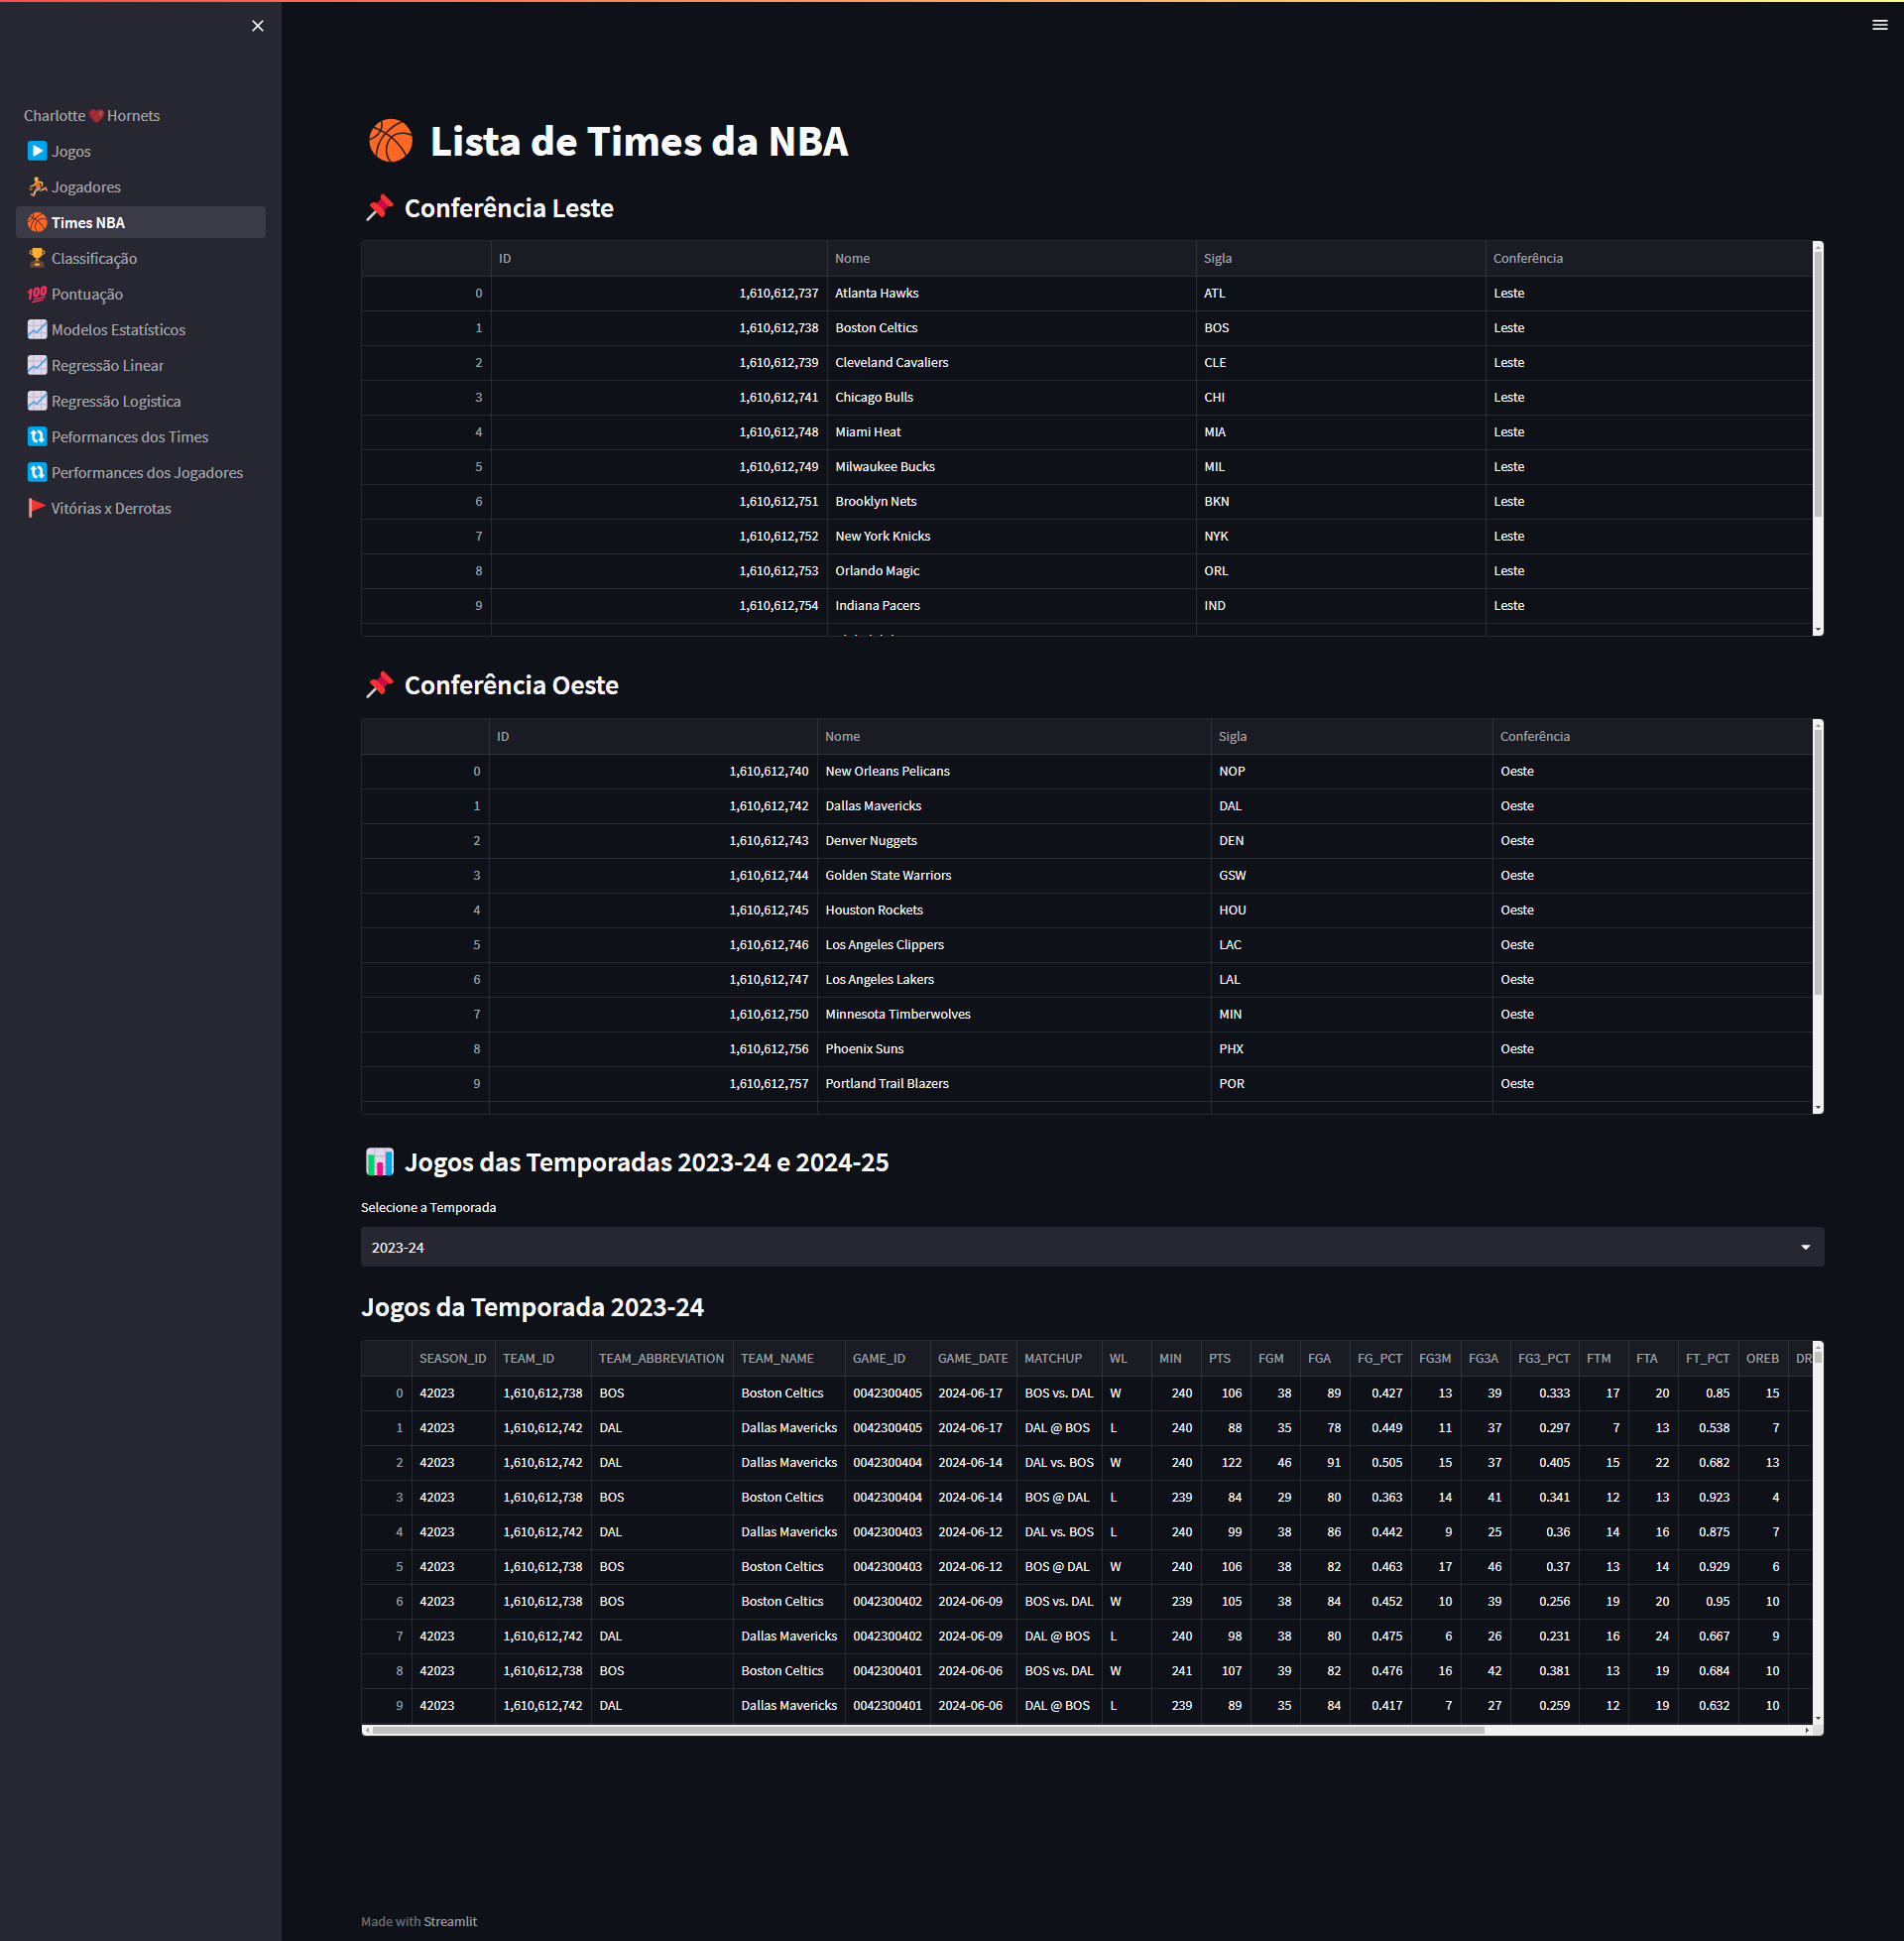 Charlotte❤️Hornets
▶️ Jogos
⛹️ Jogadores
🏀 Times NBA
🏆 Classificação
💯 Pontuação
📈 Modelos Estatísticos
📈 Regressão Linear
📈 Regressão Logistica
🔃 Peformances dos Times
🔃 Performances dos Jogadores
🚩 Vitórias x Derrotas
🏀 Lista de Times da NBA
📌 Conferência Leste
ID Nome Sigla Conferência
0 1,610,612,737 Atlanta Hawks ATL Leste
1 1,610,612,738 Boston Celtics BOS Leste
2 1,610,612,739 Cleveland Cavaliers CLE Leste
3 1,610,612,741 Chicago Bulls CHI Leste
4 1,610,612,748 Miami Heat MIA Leste
5 1,610,612,749 Milwaukee Bucks MIL Leste
6 1,610,612,751 Brooklyn Nets BKN Leste
7 1,610,612,752 New York Knicks NYK Leste
8 1,610,612,753 Orlando Magic ORL Leste
9 1,610,612,754 Indiana Pacers IND Leste
📌 Conferência Oeste
ID Nome Sigla Conferência
0 1,610,612,740 New Orleans Pelicans NOP Oeste
1 1,610,612,742 Dallas Mavericks DAL Oeste
2 1,610,612,743 Denver Nuggets DEN Oeste
3 1,610,612,744 Golden State Warriors GSW Oeste
4 1,610,612,745 Houston Rockets HOU Oeste
5 1,610,612,746 Los Angeles Clippers LAC Oeste
6 1,610,612,747 Los Angeles Lakers LAL Oeste
7 1,610,612,750 Minnesota Timberwolves MIN Oeste
8 1,610,612,756 Phoenix Suns PHX Oeste
9 1,610,612,757 Portland Trail Blazers POR Oeste
📊 Jogos das Temporadas 2023-24 e 2024-25
Selecione a Temporada
2023-24
Jogos da Temporada 2023-24
SEASON_ID TEAM_ID TEAM_ABBREVIATION TEAM_NAME GAME_ID GAME_DATE MATCHUP WL MIN PTS FGM FGA FG_PCT FG3M FG3A FG3_PCT FTM FTA FT_PCT OREB DR
0 42023 1,610,612,738 BOS Boston Celtics 0042300405 2024-06-17 BOS vs. DAL W 240 106 38 89 0.427 13 39 0.333 17 20 0.85 15
1 42023 1,610,612,742 DAL Dallas Mavericks 0042300405 2024-06-17 DAL @ BOS L 240 88 35 78 0.449 11 37 0.297 7 13 0.538 7
2 42023 1,610,612,742 DAL Dallas Mavericks 0042300404 2024-06-14 DAL vs. BOS W 240 122 46 91 0.505 15 37 0.405 15 22 0.682 13
3 42023 1,610,612,738 BOS Boston Celtics 0042300404 2024-06-14 BOS @ DAL L 239 84 29 80 0.363 14 41 0.341 12 13 0.923 4
4 42023 1,610,612,742 DAL Dallas Mavericks 0042300403 2024-06-12 DAL vs. BOS L 240 99 38 86 0.442 9 25 0.36 14 16 0.875 7
5 42023 1,610,612,738 BOS Boston Celtics 0042300403 2024-06-12 BOS @ DAL W 240 106 38 82 0.463 17 46 0.37 13 14 0.929 6
6 42023 1,610,612,738 BOS Boston Celtics 0042300402 2024-06-09 BOS vs. DAL W 239 105 38 84 0.452 10 39 0.256 19 20 0.95 10
7 42023 1,610,612,742 DAL Dallas Mavericks 0042300402 2024-06-09 DAL @ BOS L 240 98 38 80 0.475 6 26 0.231 16 24 0.667 9
8 42023 1,610,612,738 BOS Boston Celtics 0042300401 2024-06-06 BOS vs. DAL W 241 107 39 82 0.476 16 42 0.381 13 19 0.684 10
9 42023 1,610,612,742 DAL Dallas Mavericks 0042300401 2024-06-06 DAL @ BOS L 239 89 35 84 0.417 7 27 0.259 12 19 0.632 10
Made with Streamlit